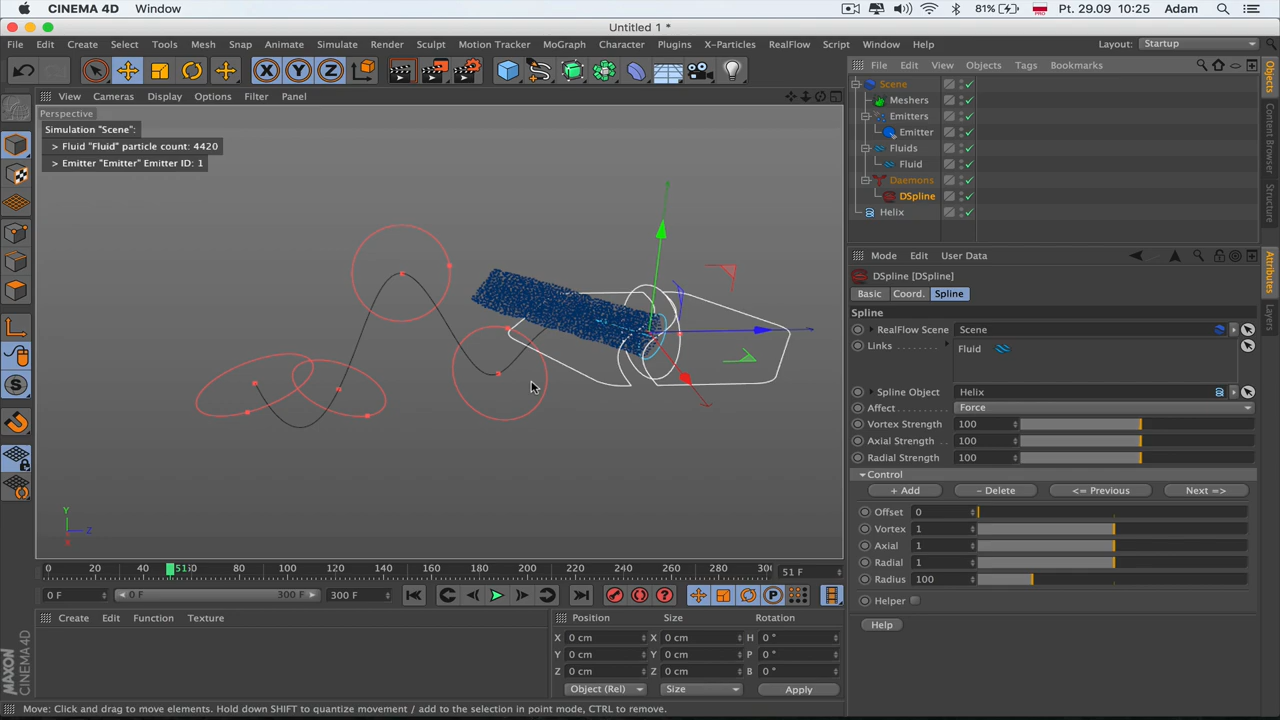 CINEMA 4D Window 81% Pt. 29.09 10:25 Adam
Untitled 1 *
File Edit Create Select Tools Mesh Snap Animate Simulate Render Sculpt Motion Tracker MoGraph Character Plugins X-Particles RealFlow Script Window Help Layout: Startup
X Y Z
File Edit View Objects Tags Bookmarks
View Cameras Display Options Filter Panel
Perspective
Simulation "Scene":
> Fluid "Fluid" particle count: 4420
> Emitter "Emitter" Emitter ID: 1
Scene
Meshers
Emitters
Emitter
Fluids
Fluid
Daemons
DSpline
Helix
Objects
Content Browser
Structure
Attributes
Layers
Mode Edit User Data
DSpline [DSpline]
Basic Coord. Spline
Spline
RealFlow Scene Scene
Links Fluid
Spline Object Helix
Affect Force
Vortex Strength 100
Axial Strength 100
Radial Strength 100
Control
+ Add - Delete <= Previous Next =>
Offset 0
Vortex 1
Axial 1
Radial 1
Radius 100
Helper
Help
Y
Z
X
S
0 20 40 51 80 100 120 140 160 180 200 220 240 260 280 30 51 F
0 F 0 F 300 F 300 F
P
Create Edit Function Texture
Position Size Rotation
X 0 cm X 0 cm H 0 °
Y 0 cm Y 0 cm P 0 °
Z 0 cm Z 0 cm B 0 °
Object (Rel) Size Apply
MAXON
CINEMA 4D
Move: Click and drag to move elements. Hold down SHIFT to quantize movement / add to the selection in point mode, CTRL to remove.